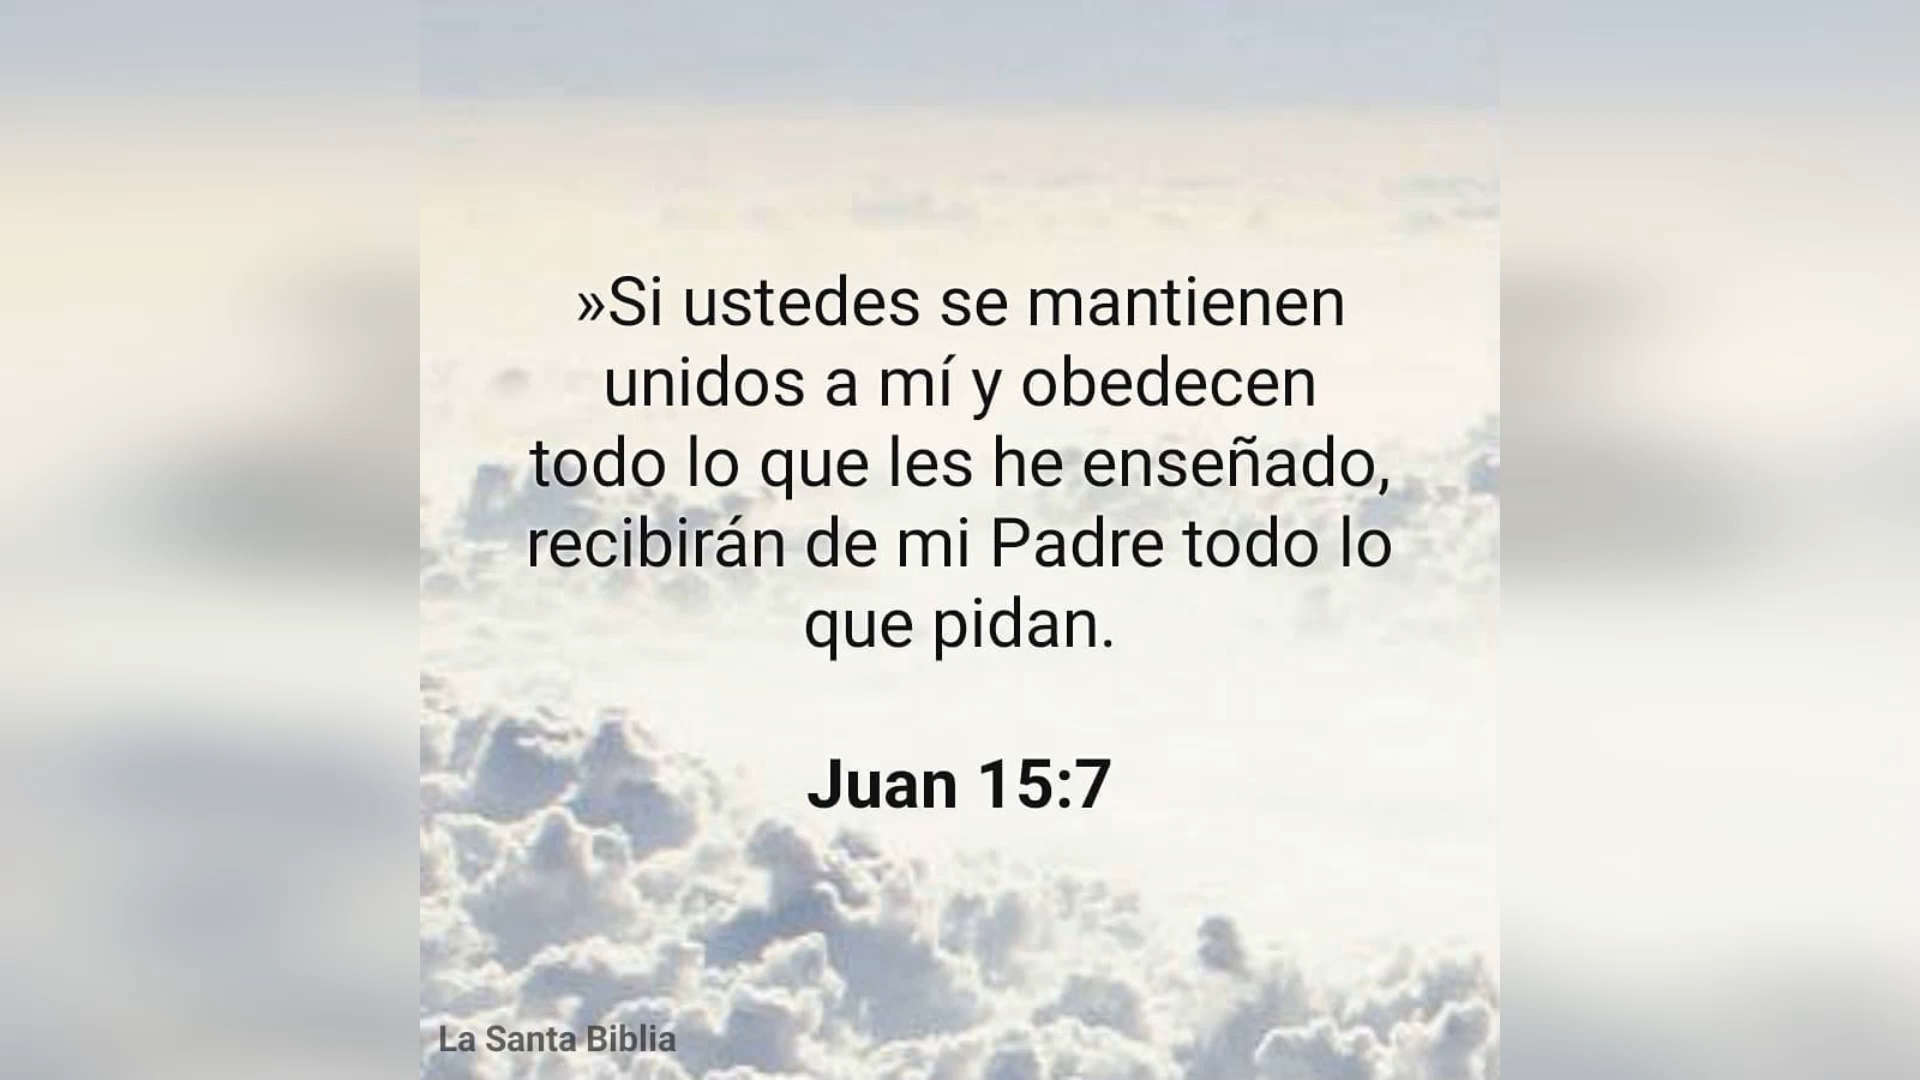 »Si ustedes se mantienen
unidos a mí y obedecen
todo lo que les he enseñado,
recibirán de mi Padre todo lo
que pidan.
Juan 15:7
La Santa Biblia